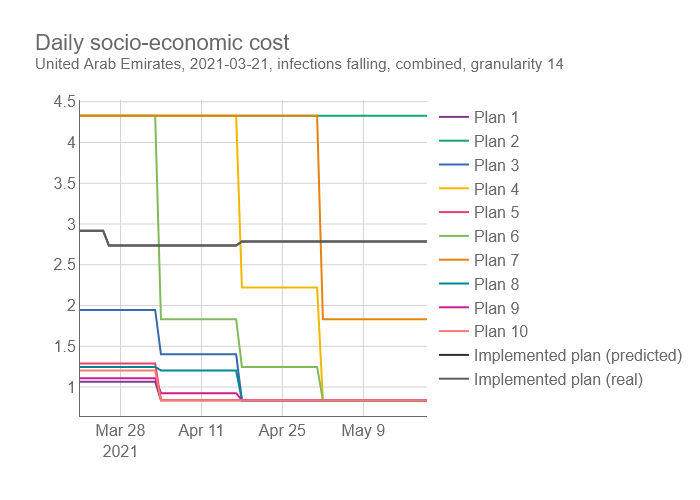 Daily socio-economic cost
United Arab Emirates, 2021-03-21, infections falling, combined, granularity 14
4.5
4
3.5
3
2.5
2
1.5
1
Mar 28
2021
Apr 11
Apr 25
May 9
Plan 1
Plan 2
Plan 3
Plan 4
Plan 5
Plan 6
Plan 7
Plan 8
Plan 9
Plan 10
Implemented plan (predicted)
Implemented plan (real)